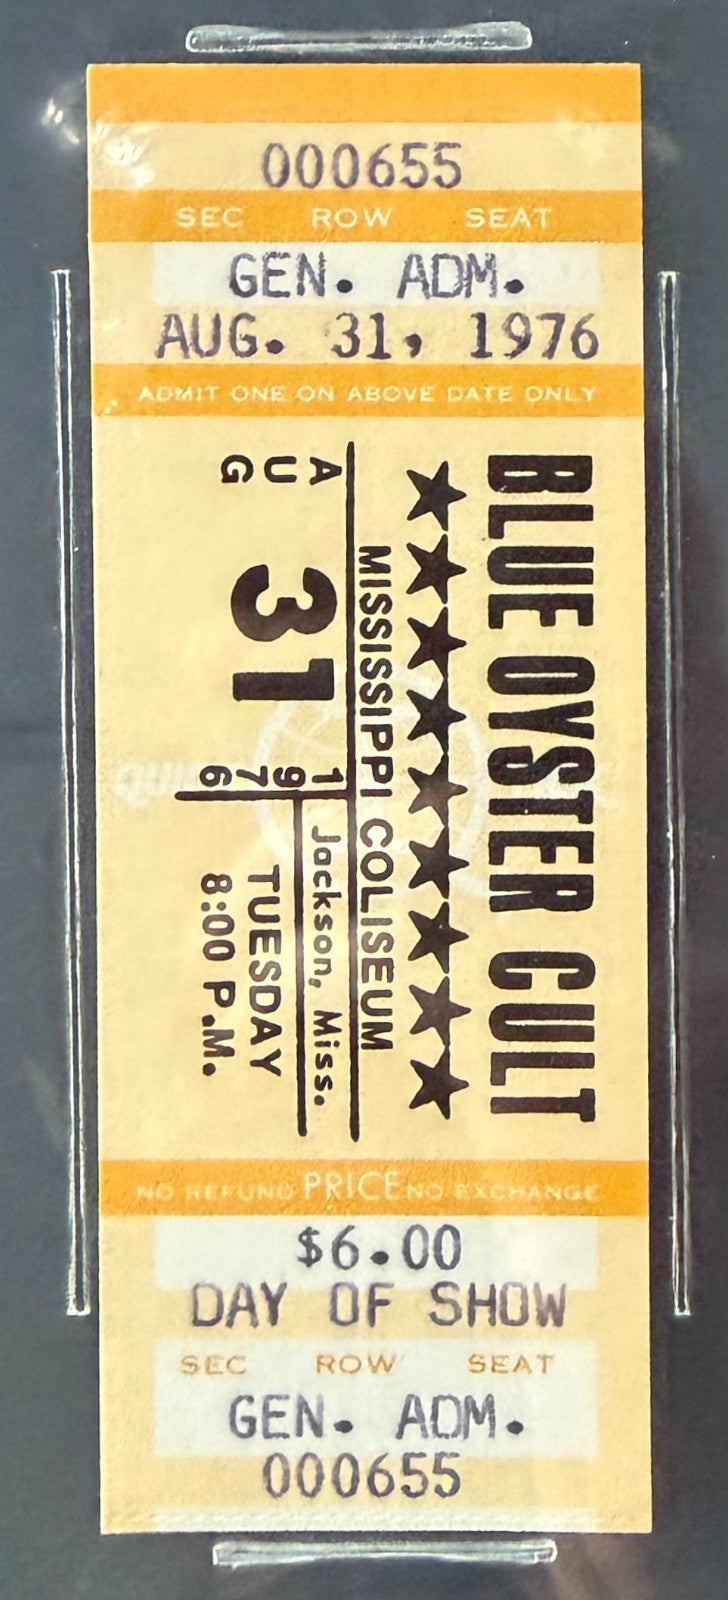 000655
SEC ROW SEAT
GEN. ADM.
AUG. 31, 1976
ADMIT ONE ON ABOVE DATE ONLY
BLUE OYSTER CULT
MISSISSIPPI COLISEUM
AUG 31 1976
Jackson, Miss.
TUESDAY
8:00 P.M.
NO REFUND PRICE NO EXCHANGE
$6.00
DAY OF SHOW
SEC ROW SEAT
GEN. ADM.
000655